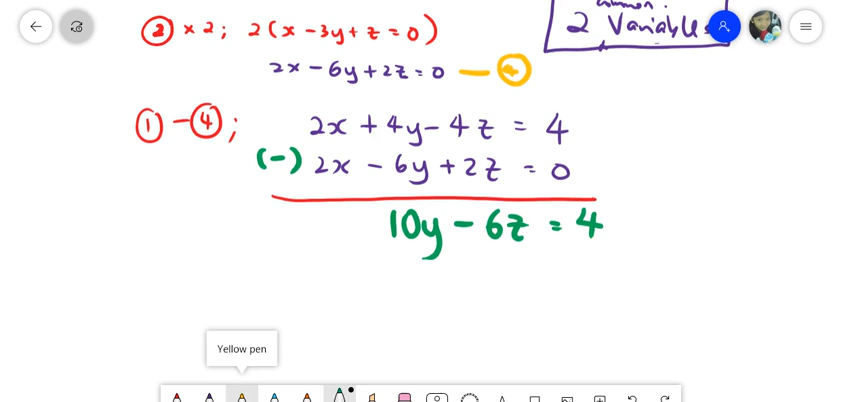 ② × 2; 2(x - 3y + z = 0)
2 Variables
2x - 6y + 2z = 0 — ④
① - ④; 2x + 4y - 4z = 4
(-) 2x - 6y + 2z = 0
10y - 6z = 4
Yellow pen